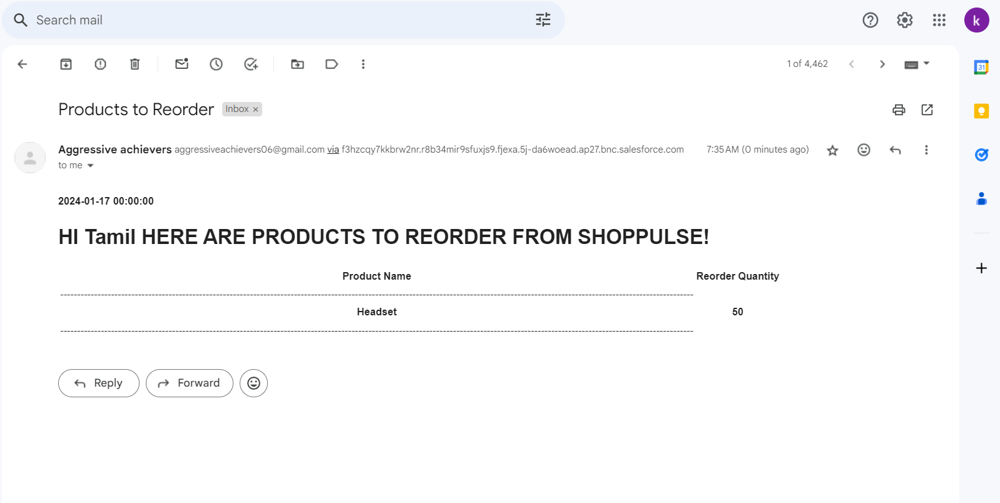 Search mail
k
1 of 4,462
31
Products to Reorder Inbox ×
Aggressive achievers aggressiveachievers06@gmail.com via f3hzcqy7kkbrw2nr.r8b34mir9sfuxjs9.fjexa.5j-da6woead.ap27.bnc.salesforce.com 7:35 AM (0 minutes ago)
to me
2024-01-17 00:00:00
HI Tamil HERE ARE PRODUCTS TO REORDER FROM SHOPPULSE!
Product Name Reorder Quantity
Headset 50
Reply Forward